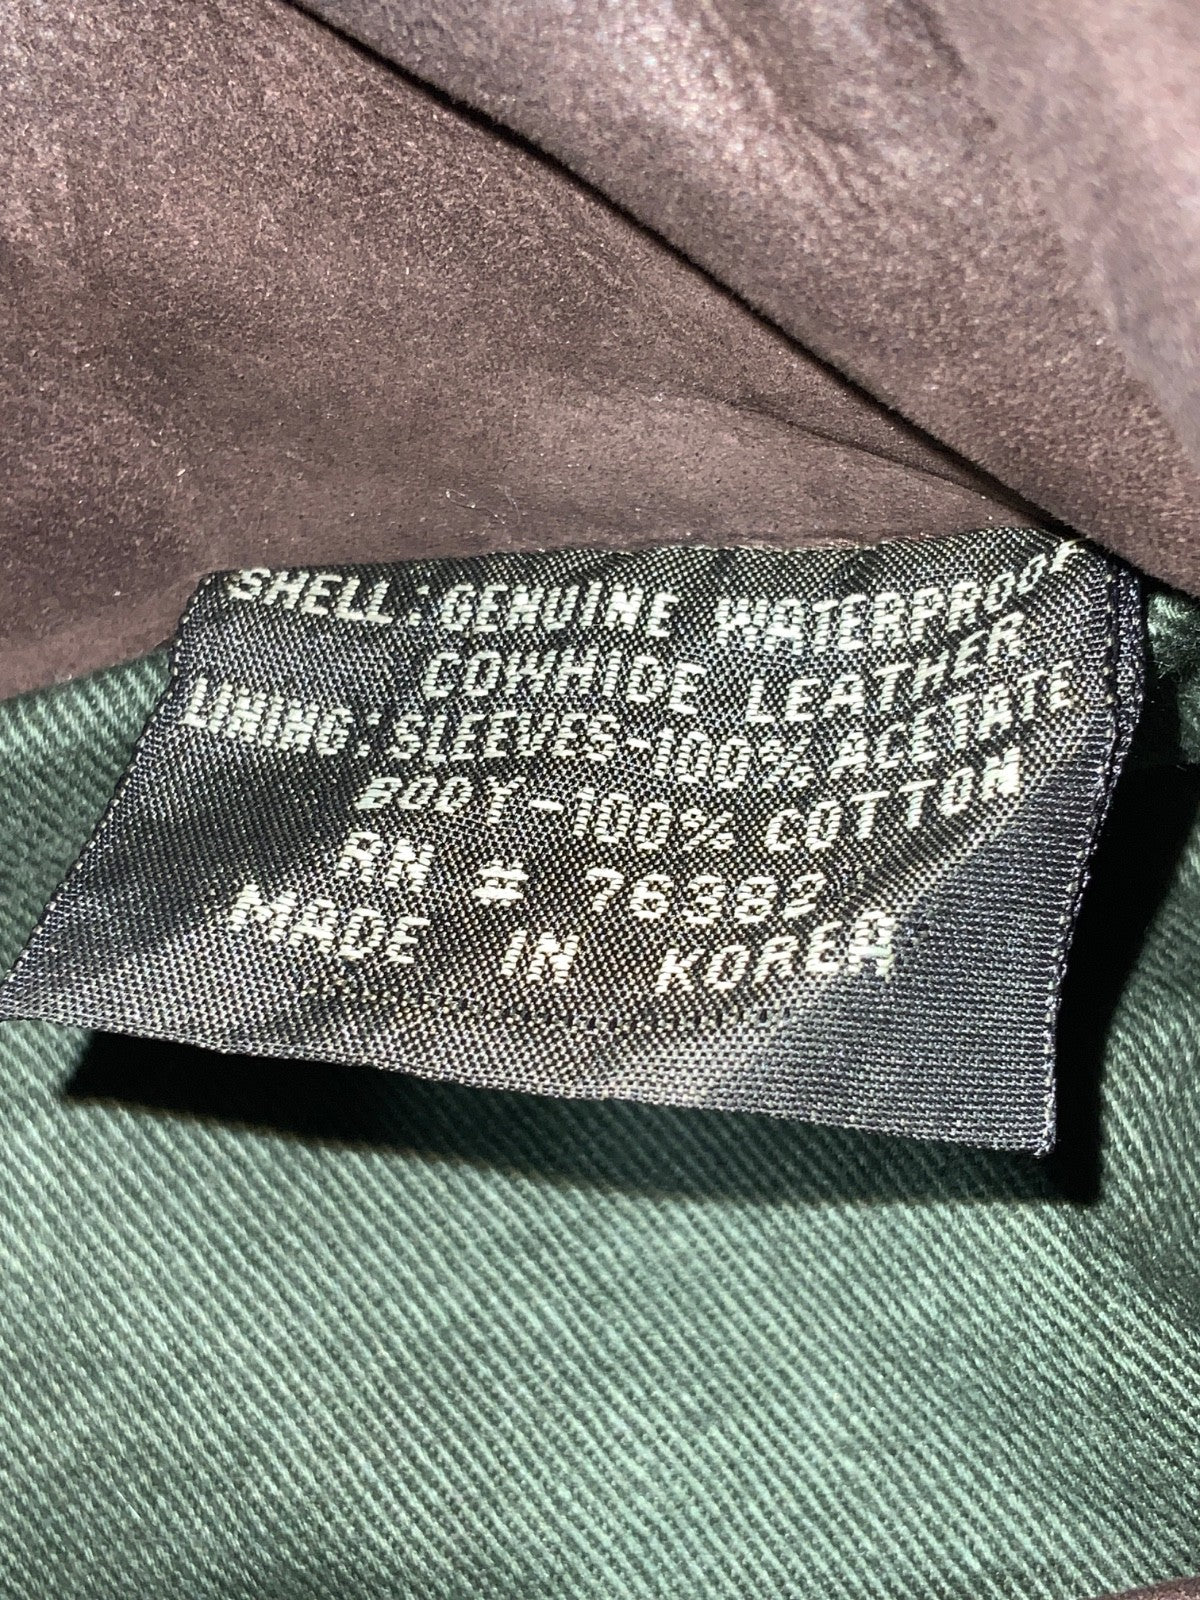 SHELL:GENUINE WATERPROOF
COWHIDE LEATHER
LINING:SLEEVES-100% ACETATE
BODY-100% COTTON
RN # 76382
MADE IN KOREA